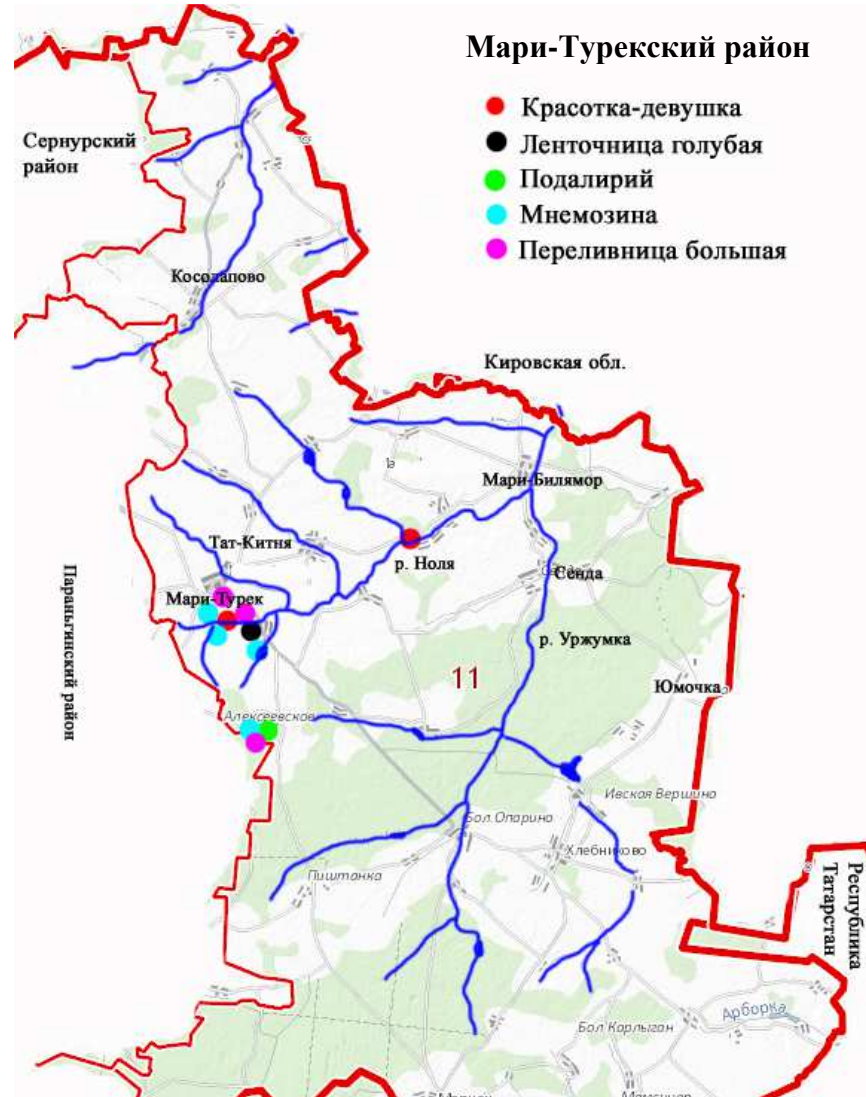 Мари-Турекский район
Красотка-девушка
Ленточница голубая
Подалирий
Мнемозина
Переливница большая
Сернурский
район
Косолапово
Кировская обл.
Мари-Билямор
Тат-Китня
р. Ноля
Сенда
Мари-Турек
Параньгинский район
р. Уржумка
11
Юмочка
Алексеевское
Ивская Вершина
Бол.Опарино
Хлебниково
Пиштанка
Республика
Татарстан
Арборка
Бол Карлыган